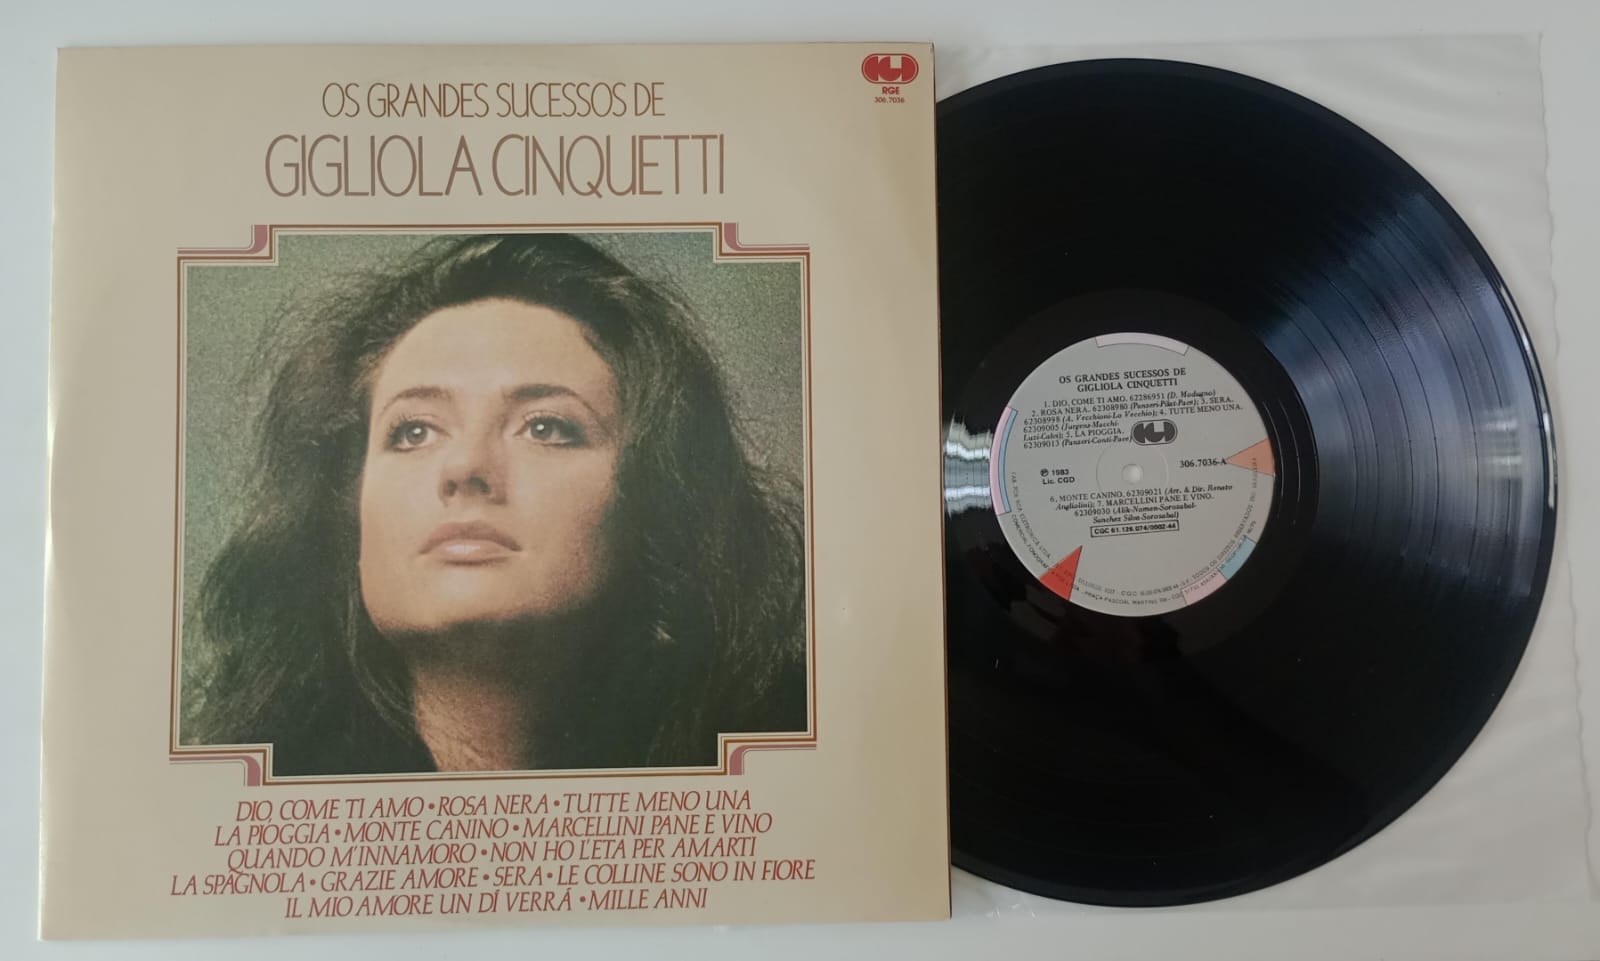 OS GRANDES SUCESSOS DE
GIGLIOLA CINQUETTI
RGE
306.7036
DIO, COME TI AMO • ROSA NERA • TUTTE MENO UNA
LA PIOGGIA • MONTE CANINO • MARCELLINI PANE E VINO
QUANDO M'INNAMORO • NON HO L'ETA PER AMARTI
LA SPAGNOLA • GRAZIE AMORE • SERA • LE COLLINE SONO IN FIORE
IL MIO AMORE UN DÍ VERRÁ • MILLE ANNI
OS GRANDES SUCESSOS DE
GIGLIOLA CINQUETTI
1. DIO, COME TI AMO. 62286951 (D. Modugno)
2. ROSA NERA. 62308980 (Panzeri-Pilat-Pace); 3. SERA.
62308998 (A. Vecchioni-Lo Vecchio); 4. TUTTE MENO UNA.
62309005 (Jurgens-Macchi-
Luzi-Calvi); 5. LA PIOGGIA.
62309013 (Panzeri-Conti-Pace)
306.7036-A
℗ 1983
Lic. CGD
6. MONTE CANINO. 62309021 (Arr. & Dir. Renato
Angliolini); 7. MARCELLINI PANE E VINO.
62309030 (Alik-Nomen-Sorozabal-
Sanchez Silva-Sorozabal)
CGC 61.126.074/0002-44